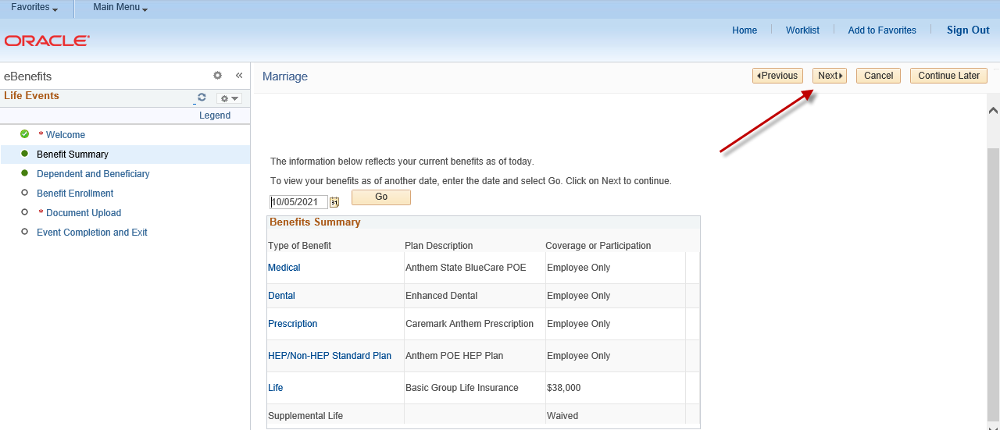 Favorites Main Menu
ORACLE
Home Worklist Add to Favorites Sign Out
eBenefits
Life Events
Legend
* Welcome
Benefit Summary
Dependent and Beneficiary
Benefit Enrollment
* Document Upload
Event Completion and Exit
Marriage
Previous Next Cancel Continue Later
The information below reflects your current benefits as of today.
To view your benefits as of another date, enter the date and select Go. Click on Next to continue.
10/05/2021 31 Go
Benefits Summary
Type of Benefit Plan Description Coverage or Participation
Medical Anthem State BlueCare POE Employee Only
Dental Enhanced Dental Employee Only
Prescription Caremark Anthem Prescription Employee Only
HEP/Non-HEP Standard Plan Anthem POE HEP Plan Employee Only
Life Basic Group Life Insurance $38,000
Supplemental Life Waived